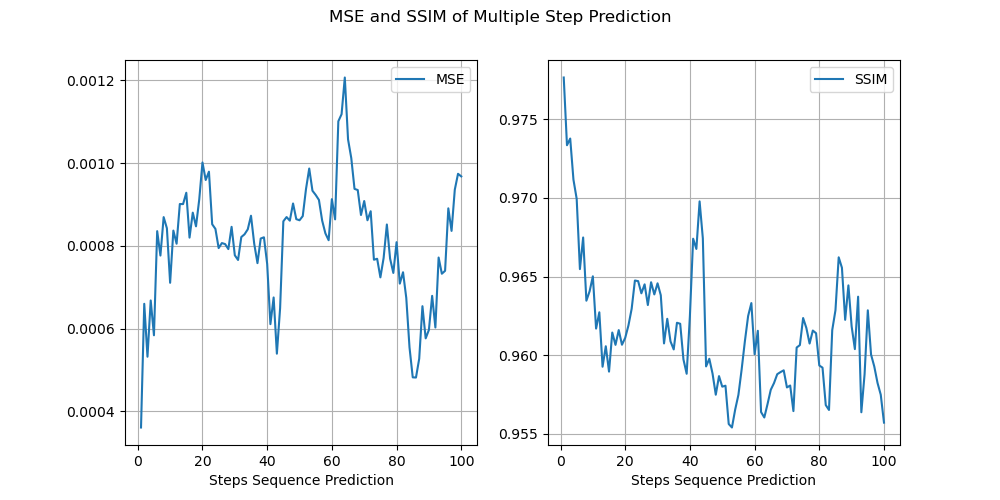 MSE and SSIM of Multiple Step Prediction
MSE
0.0012
0.0010
0.0008
0.0006
0.0004
0 20 40 60 80 100
Steps Sequence Prediction
SSIM
0.975
0.970
0.965
0.960
0.955
0 20 40 60 80 100
Steps Sequence Prediction